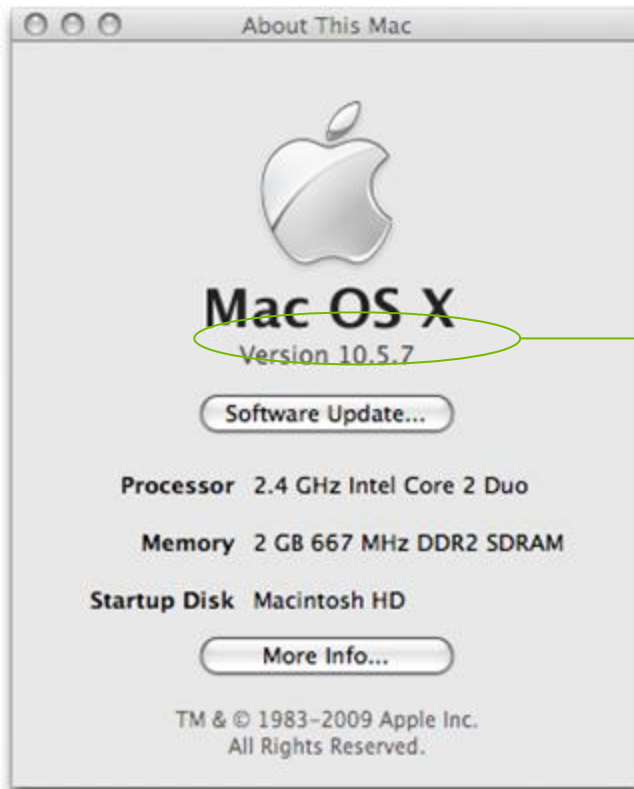 About This Mac
Mac OS X
Version 10.5.7
Software Update...
Processor 2.4 GHz Intel Core 2 Duo
Memory 2 GB 667 MHz DDR2 SDRAM
Startup Disk Macintosh HD
More Info...
TM & © 1983–2009 Apple Inc.
All Rights Reserved.